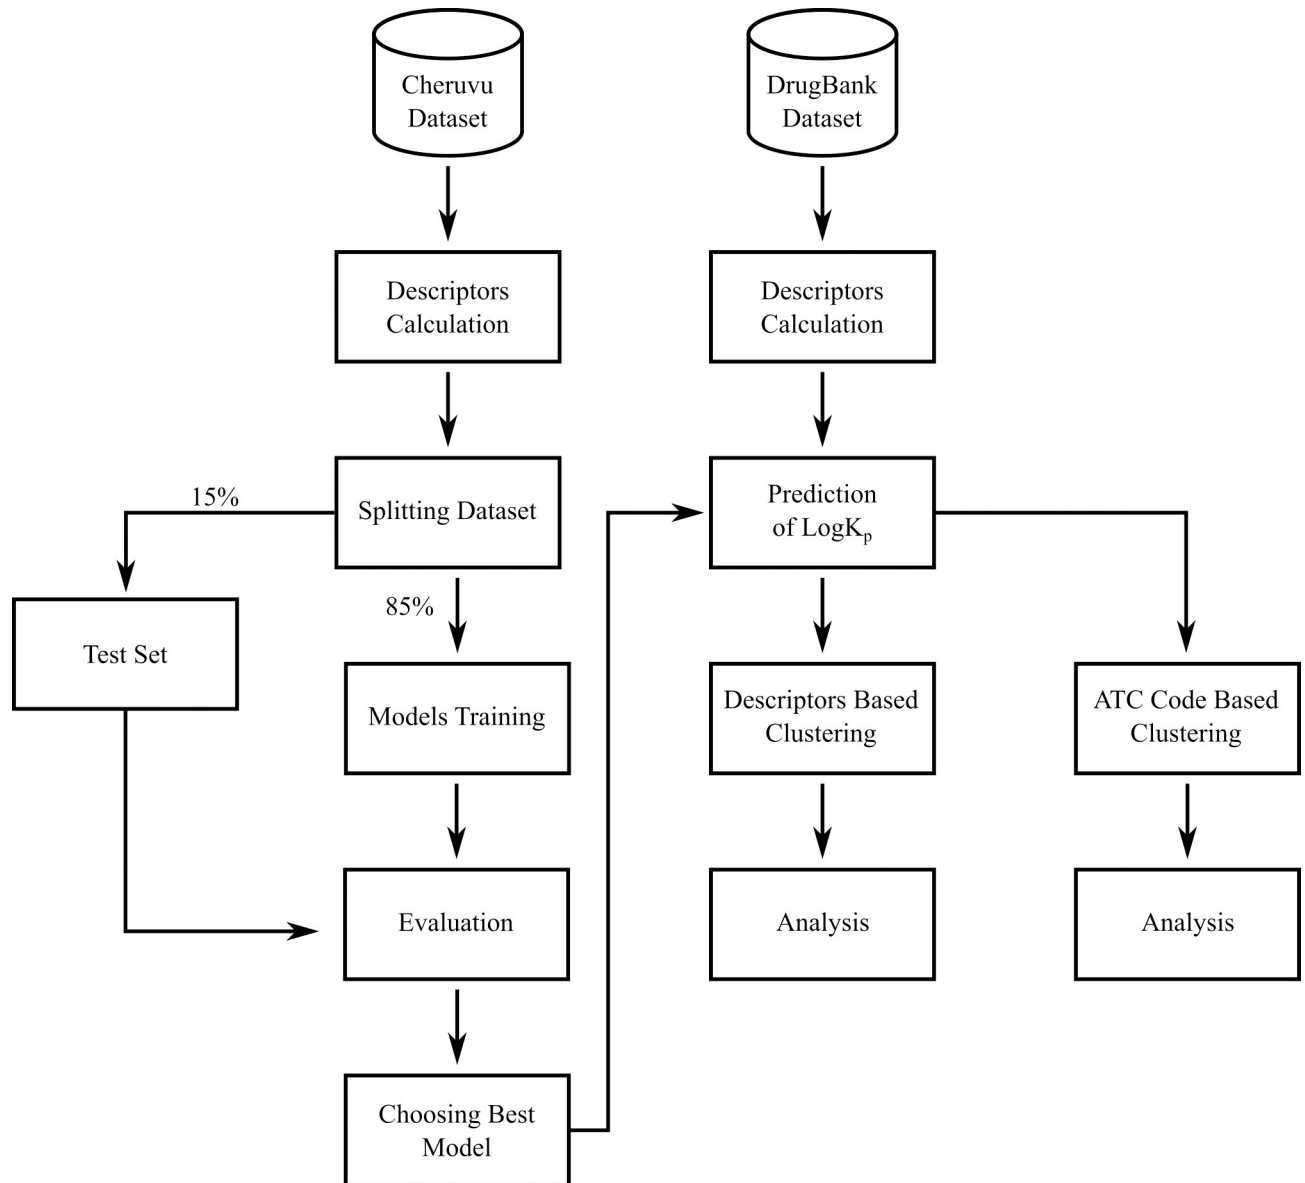 Cheruvu
Dataset
DrugBank
Dataset
Descriptors
Calculation
Descriptors
Calculation
15%
Splitting Dataset
Prediction
of LogKₚ
85%
Test Set
Models Training
Descriptors Based
Clustering
ATC Code Based
Clustering
Evaluation
Analysis
Analysis
Choosing Best
Model